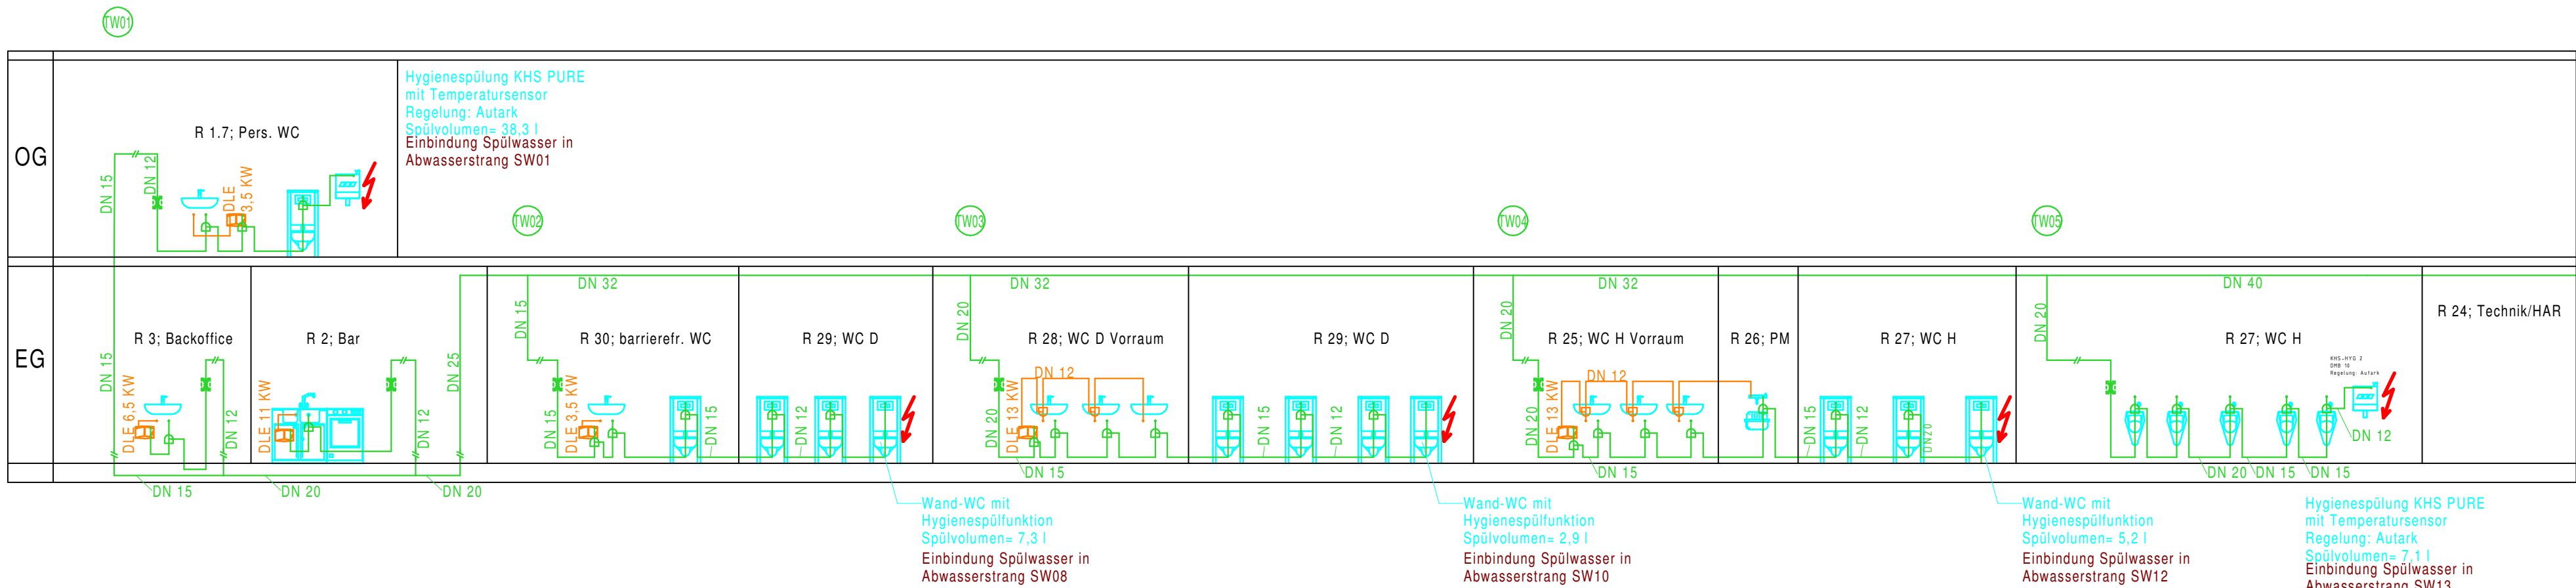 TW01
Hygienespülung KHS PURE
mit Temperatursensor
Regelung: Autark
Spülvolumen= 38,3 l
Einbindung Spülwasser in
Abwasserstrang SW01
OG
R 1.7; Pers. WC
DN 15
DN 12
DLE
3,5 KW
TW02
TW03
TW04
TW05
DN 32
DN 32
DN 32
DN 40
DN 15
DN 20
DN 20
DN 20
EG
R 3; Backoffice
R 2; Bar
R 30; barrierefr. WC
R 29; WC D
R 28; WC D Vorraum
R 29; WC D
R 25; WC H Vorraum
R 26; PM
R 27; WC H
R 27; WC H
R 24; Technik/HAR
KHS-HYG 2
DMB 10
Regelung: Autark
DN 15
DLE 6,5 KW
DN 12
DLE 11 KW
DN 12
DN 25
DN 15
DLE 3,5 KW
DN 15
DN 12
DN 20
DLE 13 KW
DN 12
DN 15
DN 12
DN 20
DLE 13 KW
DN 12
DN 15
DN 12
DN20
DN 12
DN 15
DN 20
DN 20
DN 15
DN 15
DN 20
DN 15
DN 15
Wand-WC mit
Hygienespülfunktion
Spülvolumen= 7,3 l
Einbindung Spülwasser in
Abwasserstrang SW08
Wand-WC mit
Hygienespülfunktion
Spülvolumen= 2,9 l
Einbindung Spülwasser in
Abwasserstrang SW10
Wand-WC mit
Hygienespülfunktion
Spülvolumen= 5,2 l
Einbindung Spülwasser in
Abwasserstrang SW12
Hygienespülung KHS PURE
mit Temperatursensor
Regelung: Autark
Spülvolumen= 7,1 l
Einbindung Spülwasser in
Abwasserstrang SW13